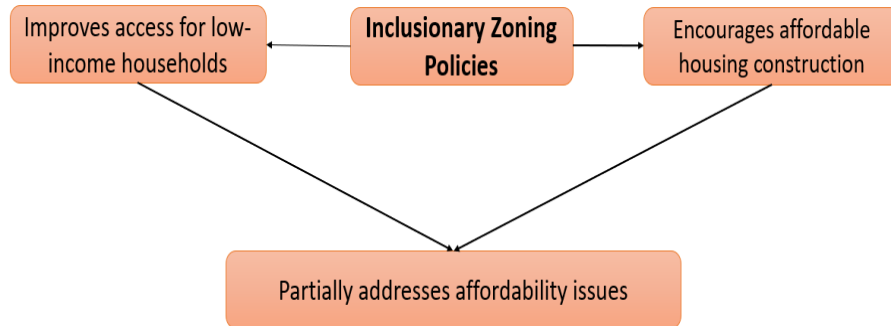 Improves access for low-
income households
Inclusionary Zoning
Policies
Encourages affordable
housing construction
Partially addresses affordability issues